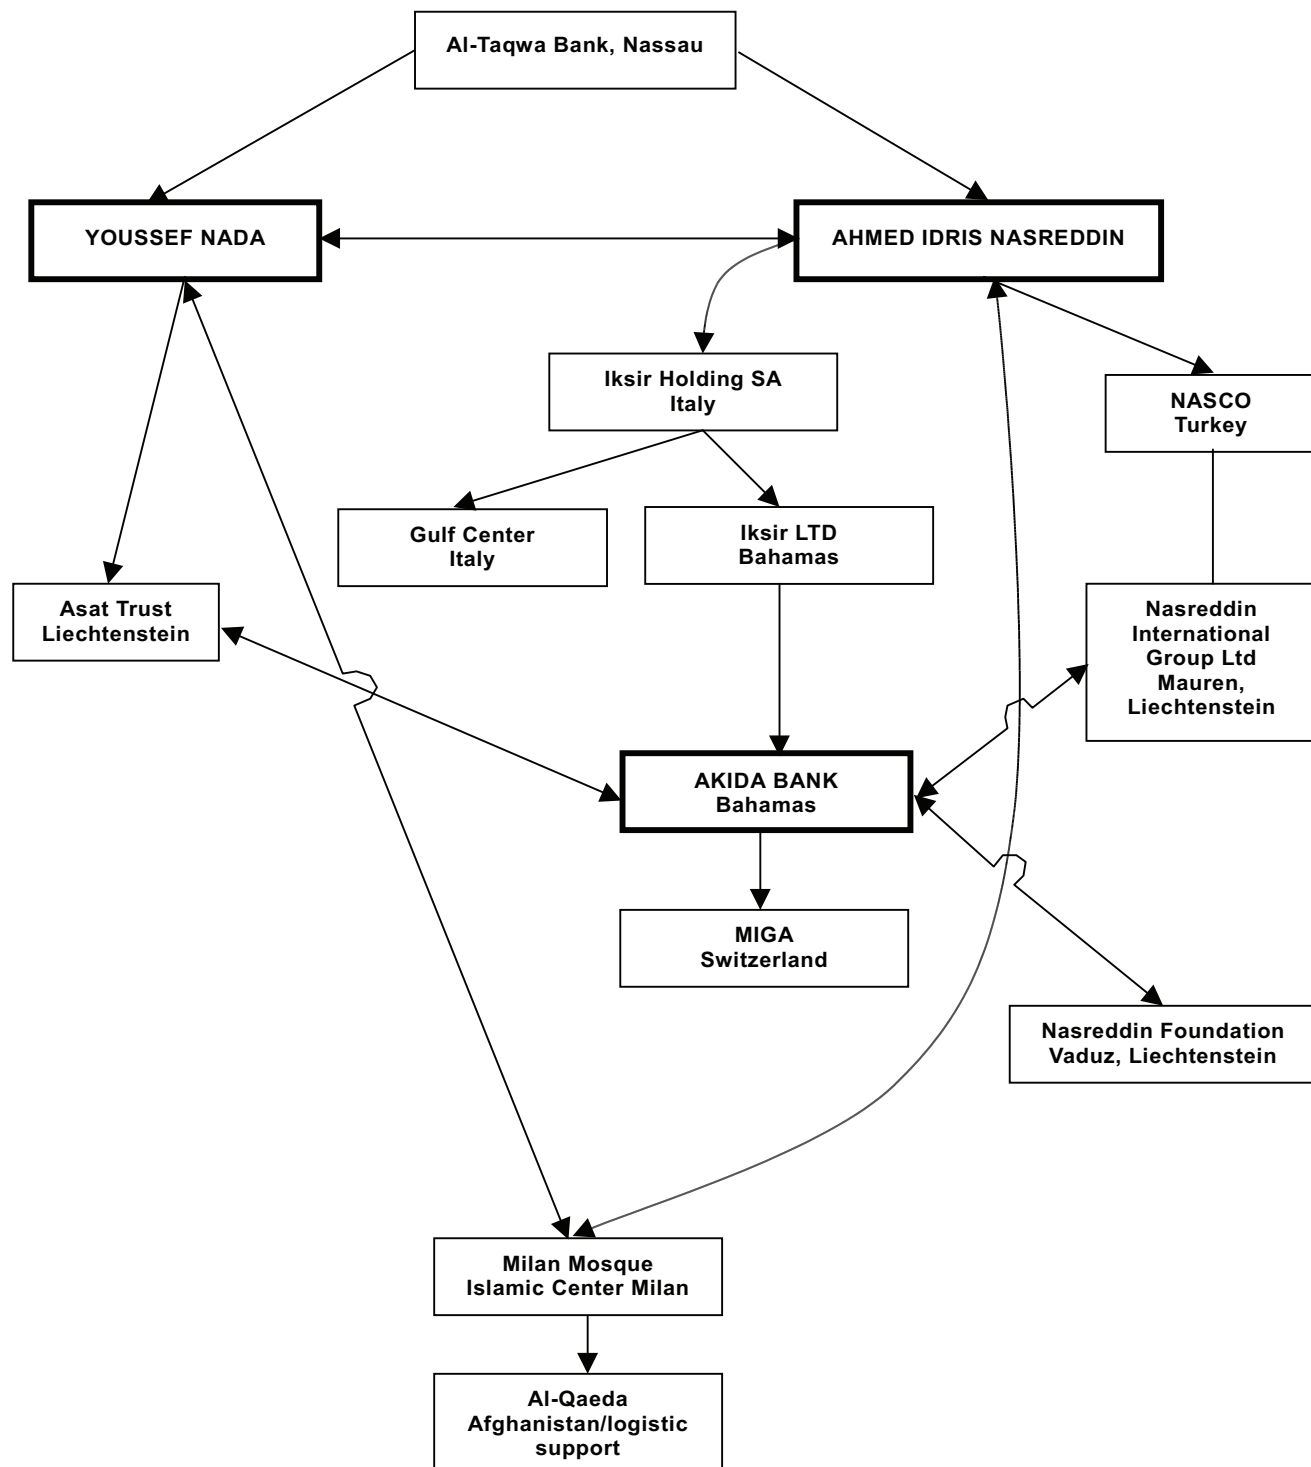 Al-Taqwa Bank, Nassau
YOUSSEF NADA
AHMED IDRIS NASREDDIN
Iksir Holding SA
Italy
NASCO
Turkey
Gulf Center
Italy
Iksir LTD
Bahamas
Asat Trust
Liechtenstein
Nasreddin
International
Group Ltd
Mauren,
Liechtenstein
AKIDA BANK
Bahamas
MIGA
Switzerland
Nasreddin Foundation
Vaduz, Liechtenstein
Milan Mosque
Islamic Center Milan
Al-Qaeda
Afghanistan/logistic
support